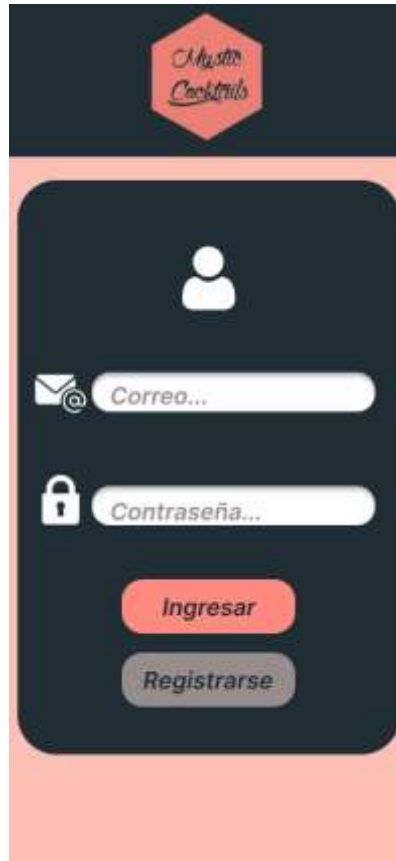 Mystic
Cocktails
@
Correo...
Contraseña...
Ingresar
Registrarse